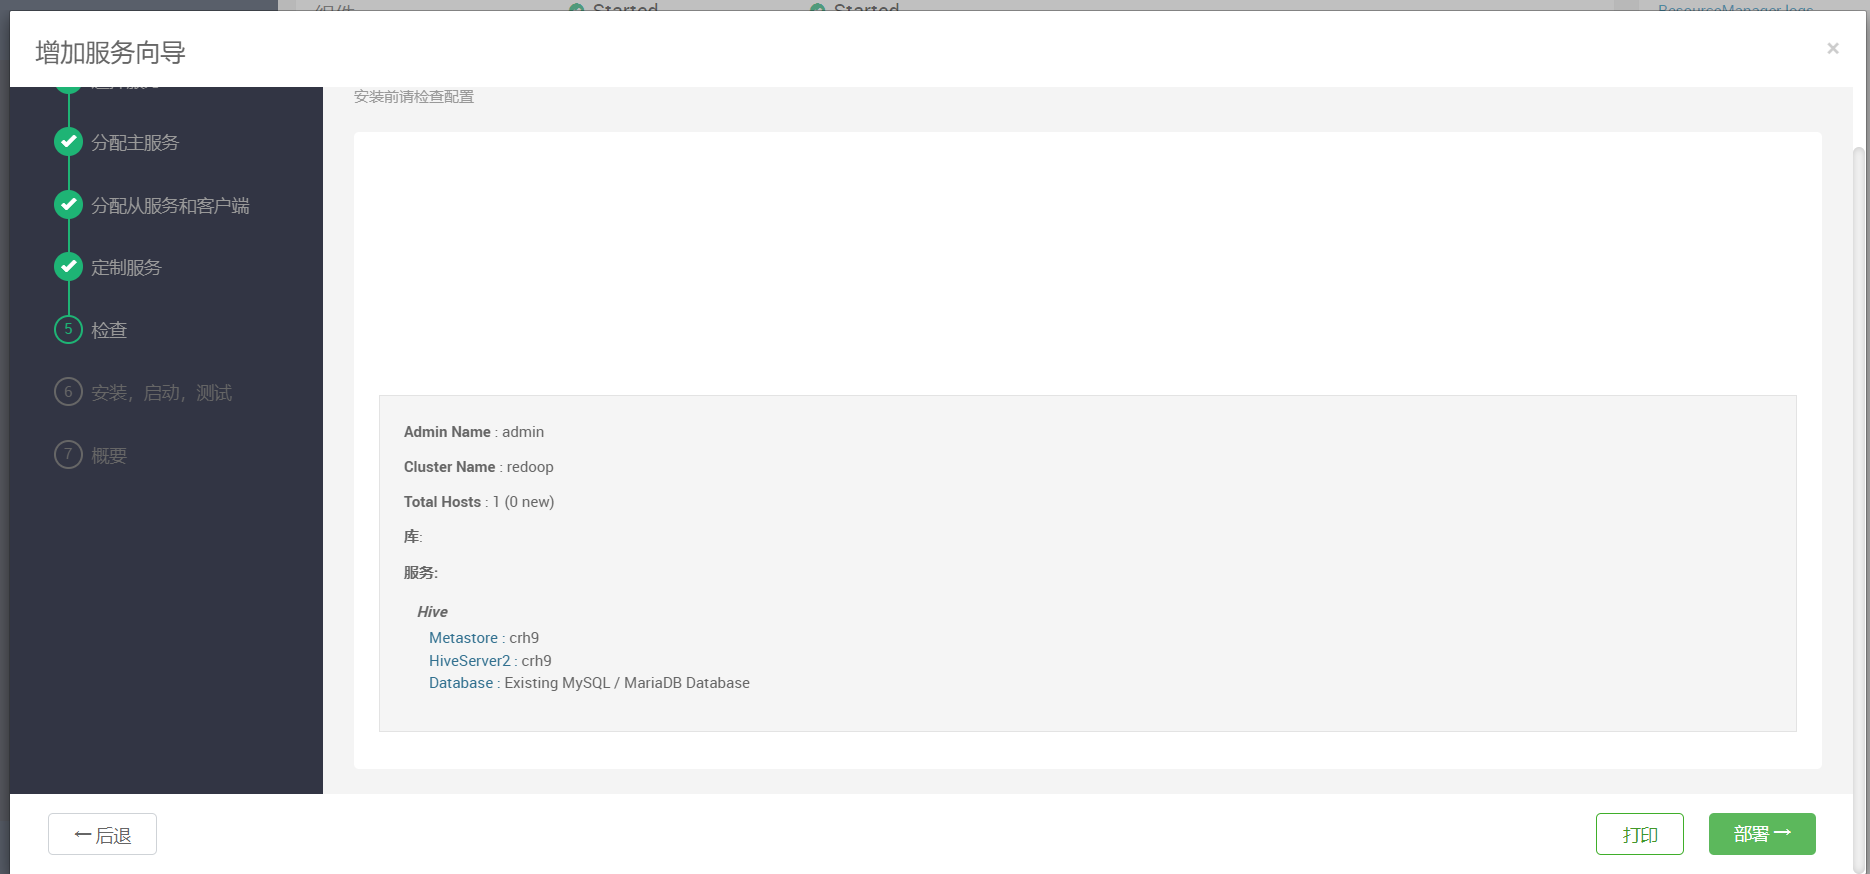 组件 Started Started ResourceManager logs
增加服务向导 ×
安装前请检查配置
分配主服务
分配从服务和客户端
定制服务
5 检查
6 安装，启动，测试
7 概要
Admin Name : admin
Cluster Name : redoop
Total Hosts : 1 (0 new)
库:
服务:
Hive
Metastore : crh9
HiveServer2 : crh9
Database : Existing MySQL / MariaDB Database
←后退 打印 部署→